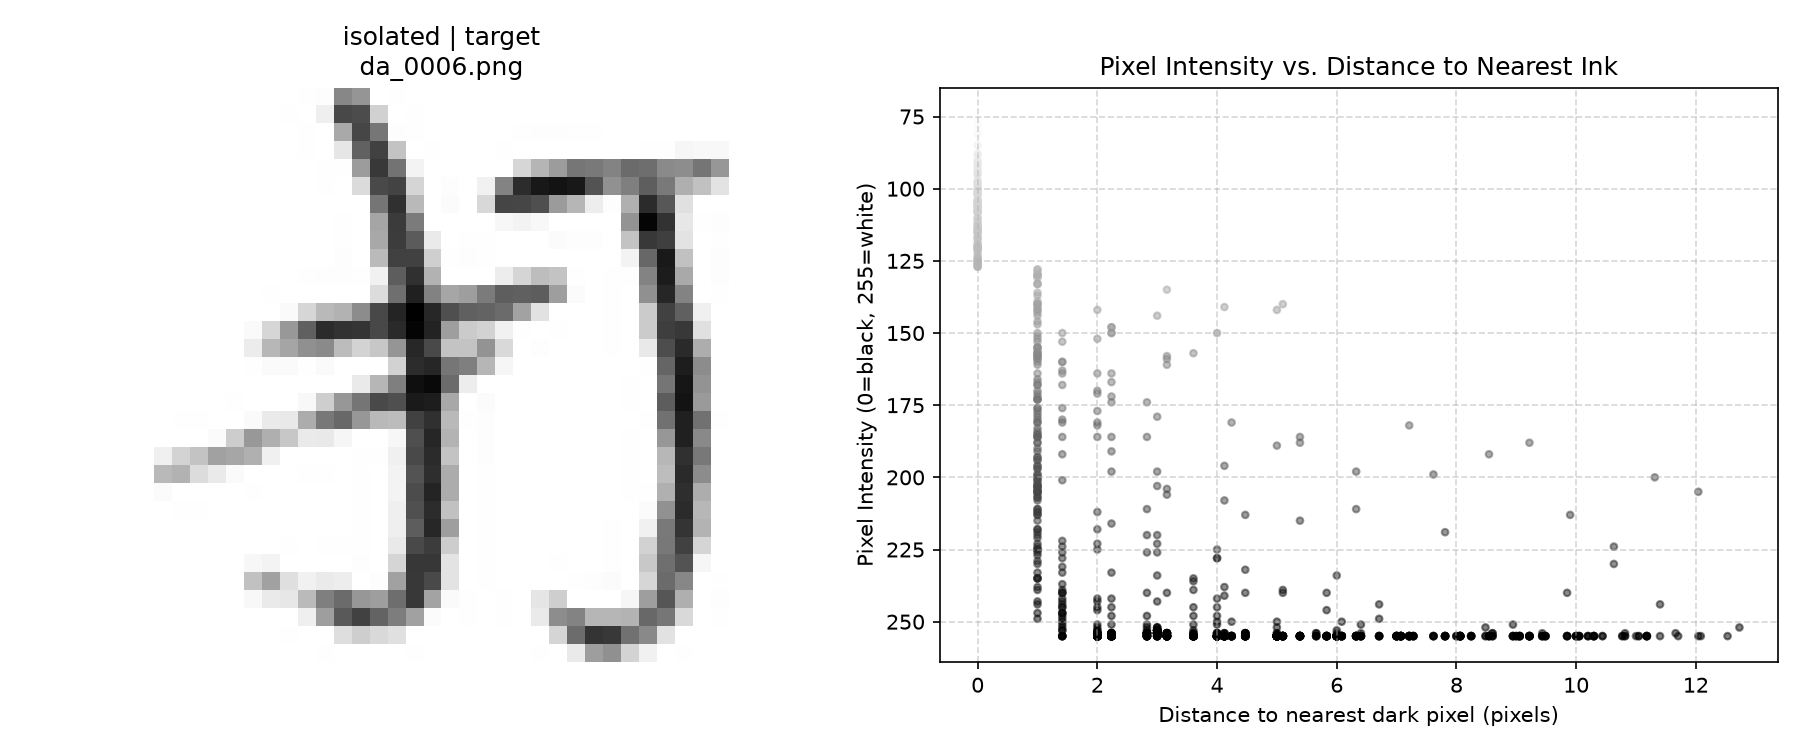 isolated | target
da_0006.png
打
Pixel Intensity vs. Distance to Nearest Ink
Pixel Intensity (0=black, 255=white)
75
100
125
150
175
200
225
250
0 2 4 6 8 10 12
Distance to nearest dark pixel (pixels)